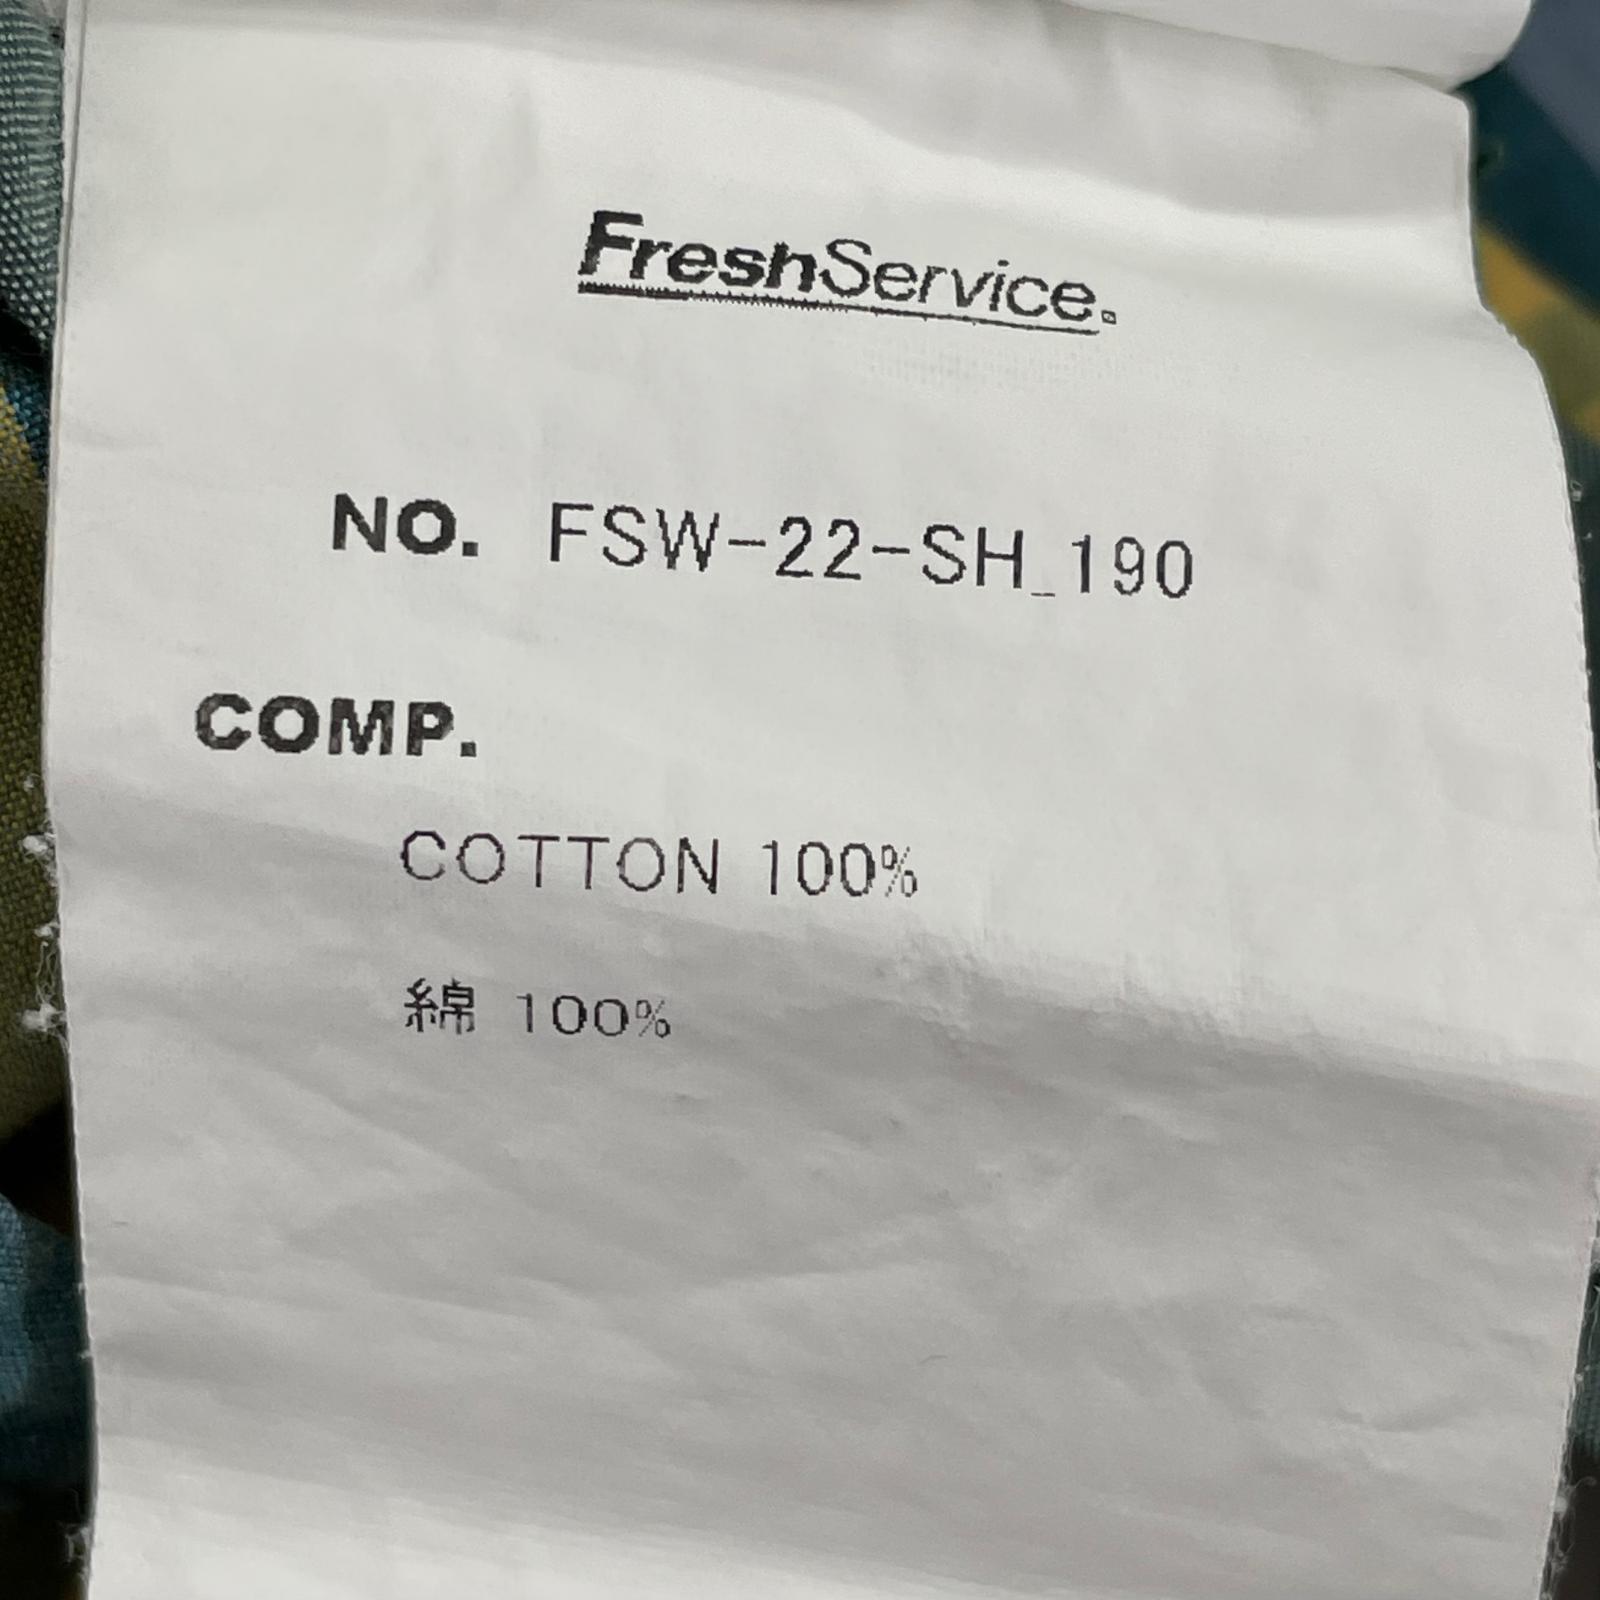 FreshService.
NO. FSW-22-SH_190
COMP.
COTTON 100%
綿 100%